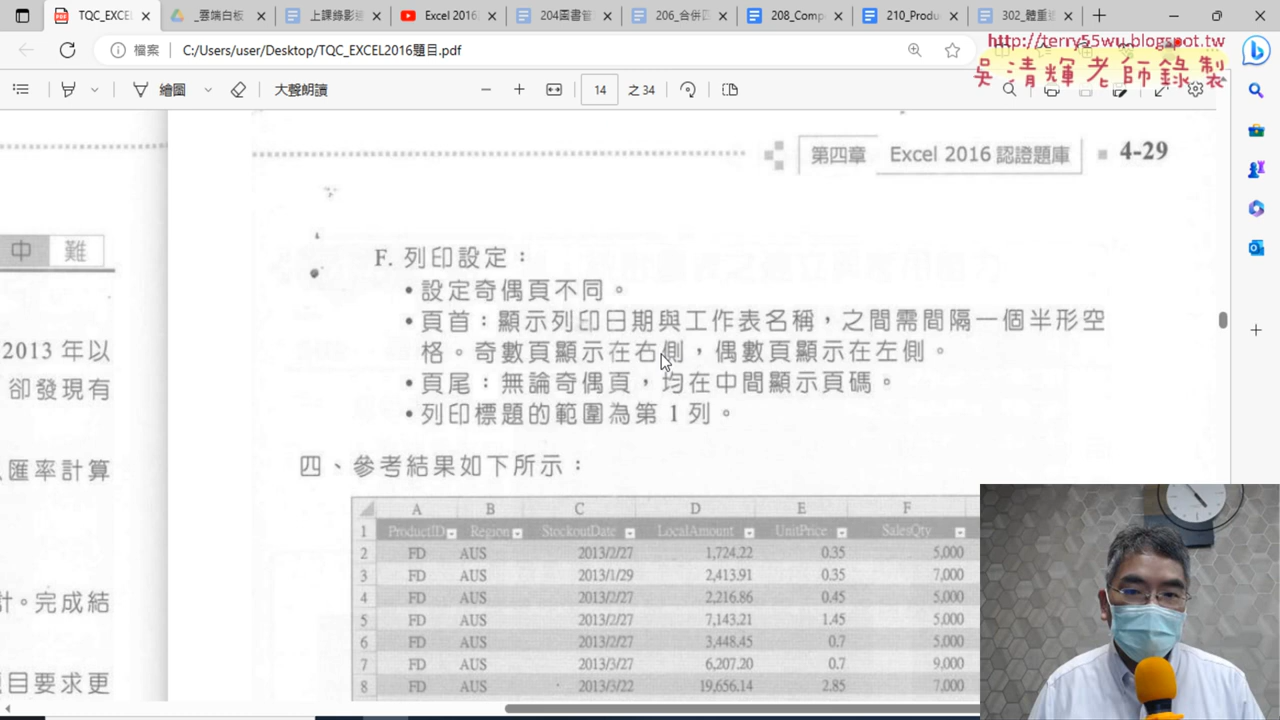 TQC_EXCEL
_雲端白板
上課錄影連
Excel 2016
204圖書管
206_合併四
208_Comp
210_Produ
302_體重
檔案
C:/Users/user/Desktop/TQC_EXCEL2016題目.pdf
http://terry55wu.blogspot.tw
吳清輝老師錄製
繪圖
大聲朗讀
14
之 34
第四章 Excel 2016 認證題庫 4-29
中 難
2013 年以
卻發現有
匯率計算
計。完成結
目要求更
F. 列印設定：
•設定奇偶頁不同。
•頁首：顯示列印日期與工作表名稱，之間需間隔一個半形空
格。奇數頁顯示在右側，偶數頁顯示在左側。
•頁尾：無論奇偶頁，均在中間顯示頁碼。
•列印標題的範圍為第 1 列。
四、參考結果如下所示：
A B C D E F
1 ProductID Region StockoutDate LocalAmount UnitPrice SalesQty
2 FD AUS 2013/2/27 1,724.22 0.35 5,000
3 FD AUS 2013/1/29 2,413.91 0.35 7,000
4 FD AUS 2013/2/27 2,216.86 0.45 5,000
5 FD AUS 2013/2/27 7,143.21 1.45 5,000
6 FD AUS 2013/2/27 3,448.45 0.7 5,000
7 FD AUS 2013/3/27 6,207.20 0.7 9,000
8 FD AUS 2013/3/22 19,656.14 2.85 7,000